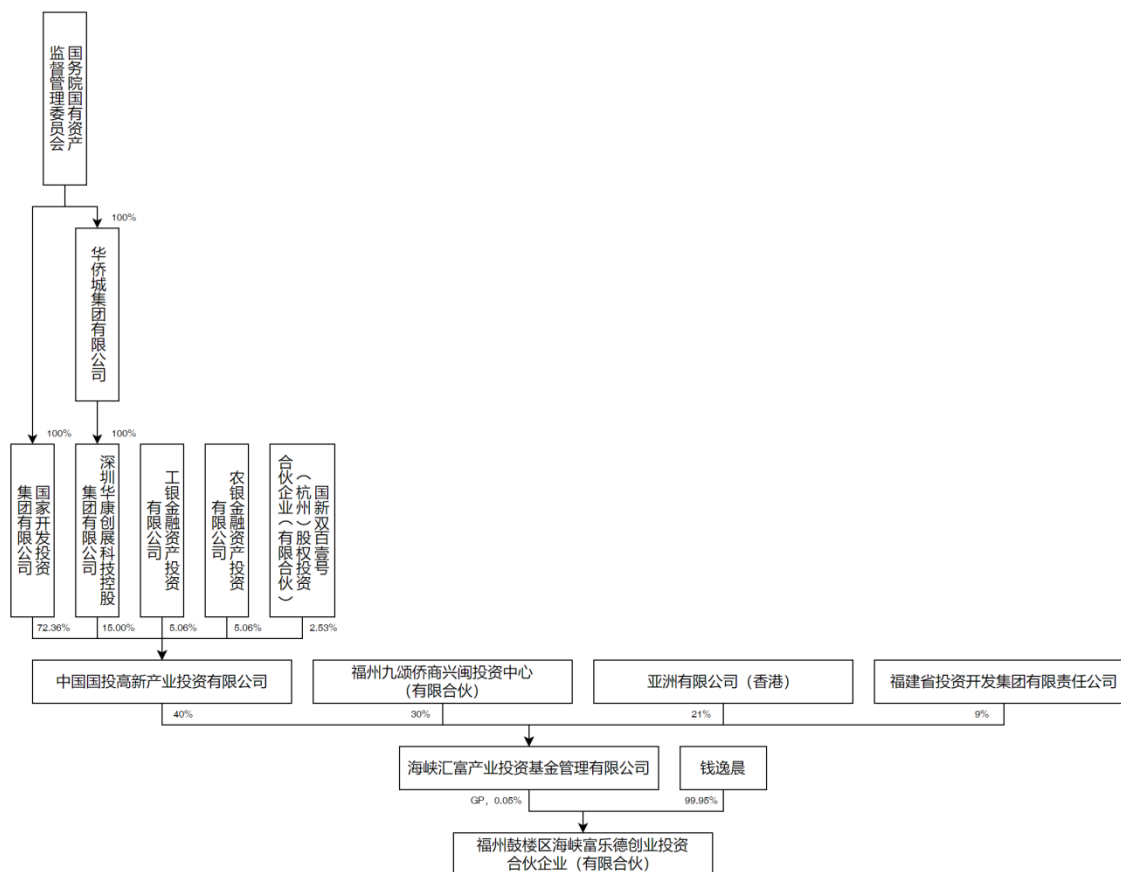 国务院国有资产
监督管理委员会
100%
华侨城集团有限公司
100%
100%
国家开发投资
集团有限公司
深圳华康创展科技控股
集团有限公司
工银金融资产投资
有限公司
农银金融资产投资
有限公司
国新双百壹号
（杭州）股权投资
合伙企业（有限合伙）
72.36%
15.00%
5.06%
5.06%
2.53%
中国国投高新产业投资有限公司
福州九颂侨商兴闽投资中心
（有限合伙）
亚洲有限公司（香港）
福建省投资开发集团有限责任公司
40%
30%
21%
9%
海峡汇富产业投资基金管理有限公司
钱逸晨
GP，0.05%
99.95%
福州鼓楼区海峡富乐德创业投资
合伙企业（有限合伙）